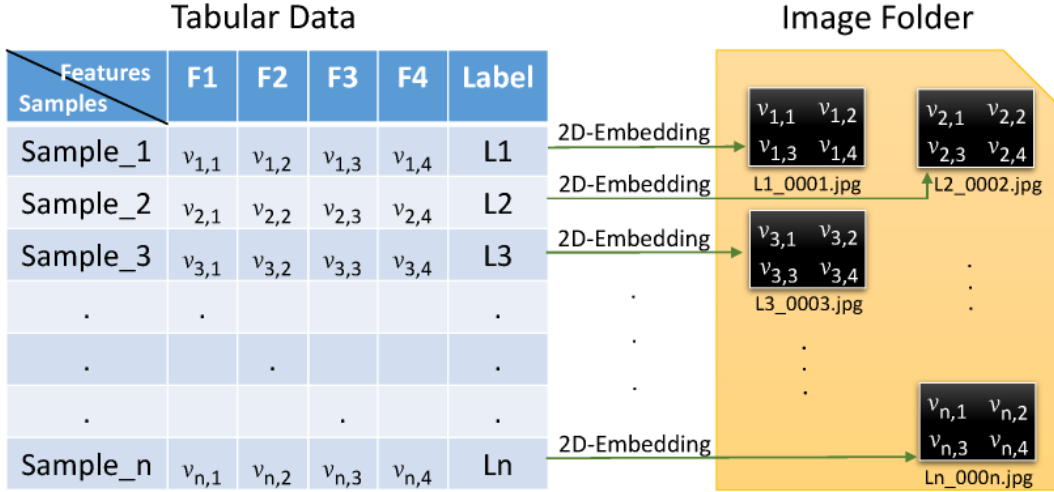 Tabular Data
Image Folder
Features
Samples
F1 F2 F3 F4 Label
Sample_1 v1,1 v1,2 v1,3 v1,4 L1
2D-Embedding
v1,1 v1,2
v1,3 v1,4
L1_0001.jpg
v2,1 v2,2
v2,3 v2,4
L2_0002.jpg
Sample_2 v2,1 v2,2 v2,3 v2,4 L2
2D-Embedding
Sample_3 v3,1 v3,2 v3,3 v3,4 L3
2D-Embedding
v3,1 v3,2
v3,3 v3,4
L3_0003.jpg
. . .
. . .
. . .
Sample_n vn,1 vn,2 vn,3 vn,4 Ln
2D-Embedding
vn,1 vn,2
vn,3 vn,4
Ln_000n.jpg